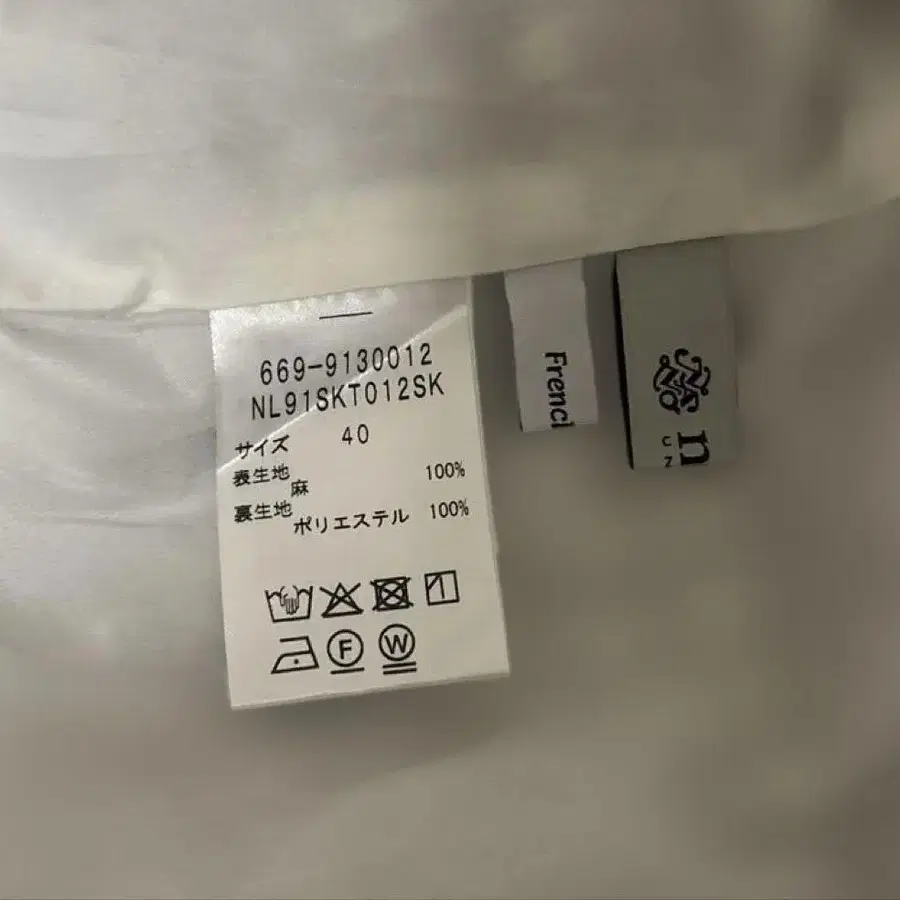 669-9130012
NL91SKT012SK
サイズ 40
表生地 100%
麻
裏生地
ポリエステル 100%
F
W
Frencl
n